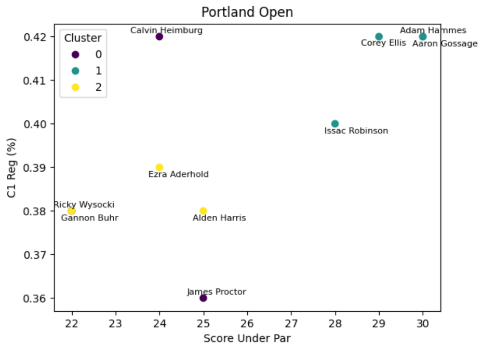 Portland Open
Cluster
0
1
2
Calvin Heimburg
Adam Hammes
Corey Ellis
Aaron Gossage
Issac Robinson
Ezra Aderhold
Ricky Wysocki
Gannon Buhr
Alden Harris
James Proctor
C1 Reg (%)
0.42
0.41
0.40
0.39
0.38
0.37
0.36
22 23 24 25 26 27 28 29 30
Score Under Par